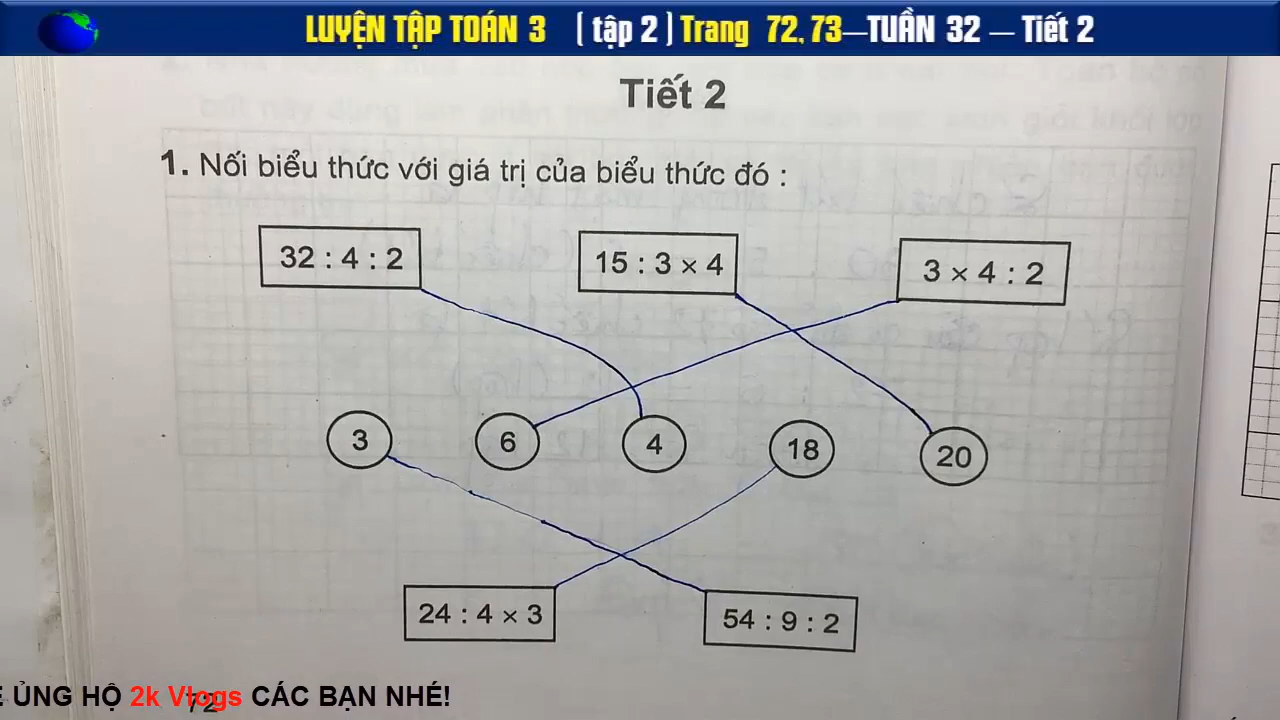 LUYỆN TẬP TOÁN 3 ( tập 2 ) Trang 72, 73–TUẦN 32 – Tiết 2
Tiết 2
1. Nối biểu thức với giá trị của biểu thức đó :
32 : 4 : 2
15 : 3 × 4
3 × 4 : 2
3
6
4
18
20
24 : 4 × 3
54 : 9 : 2
72
ỦNG HỘ 2k Vlogs CÁC BẠN NHÉ!